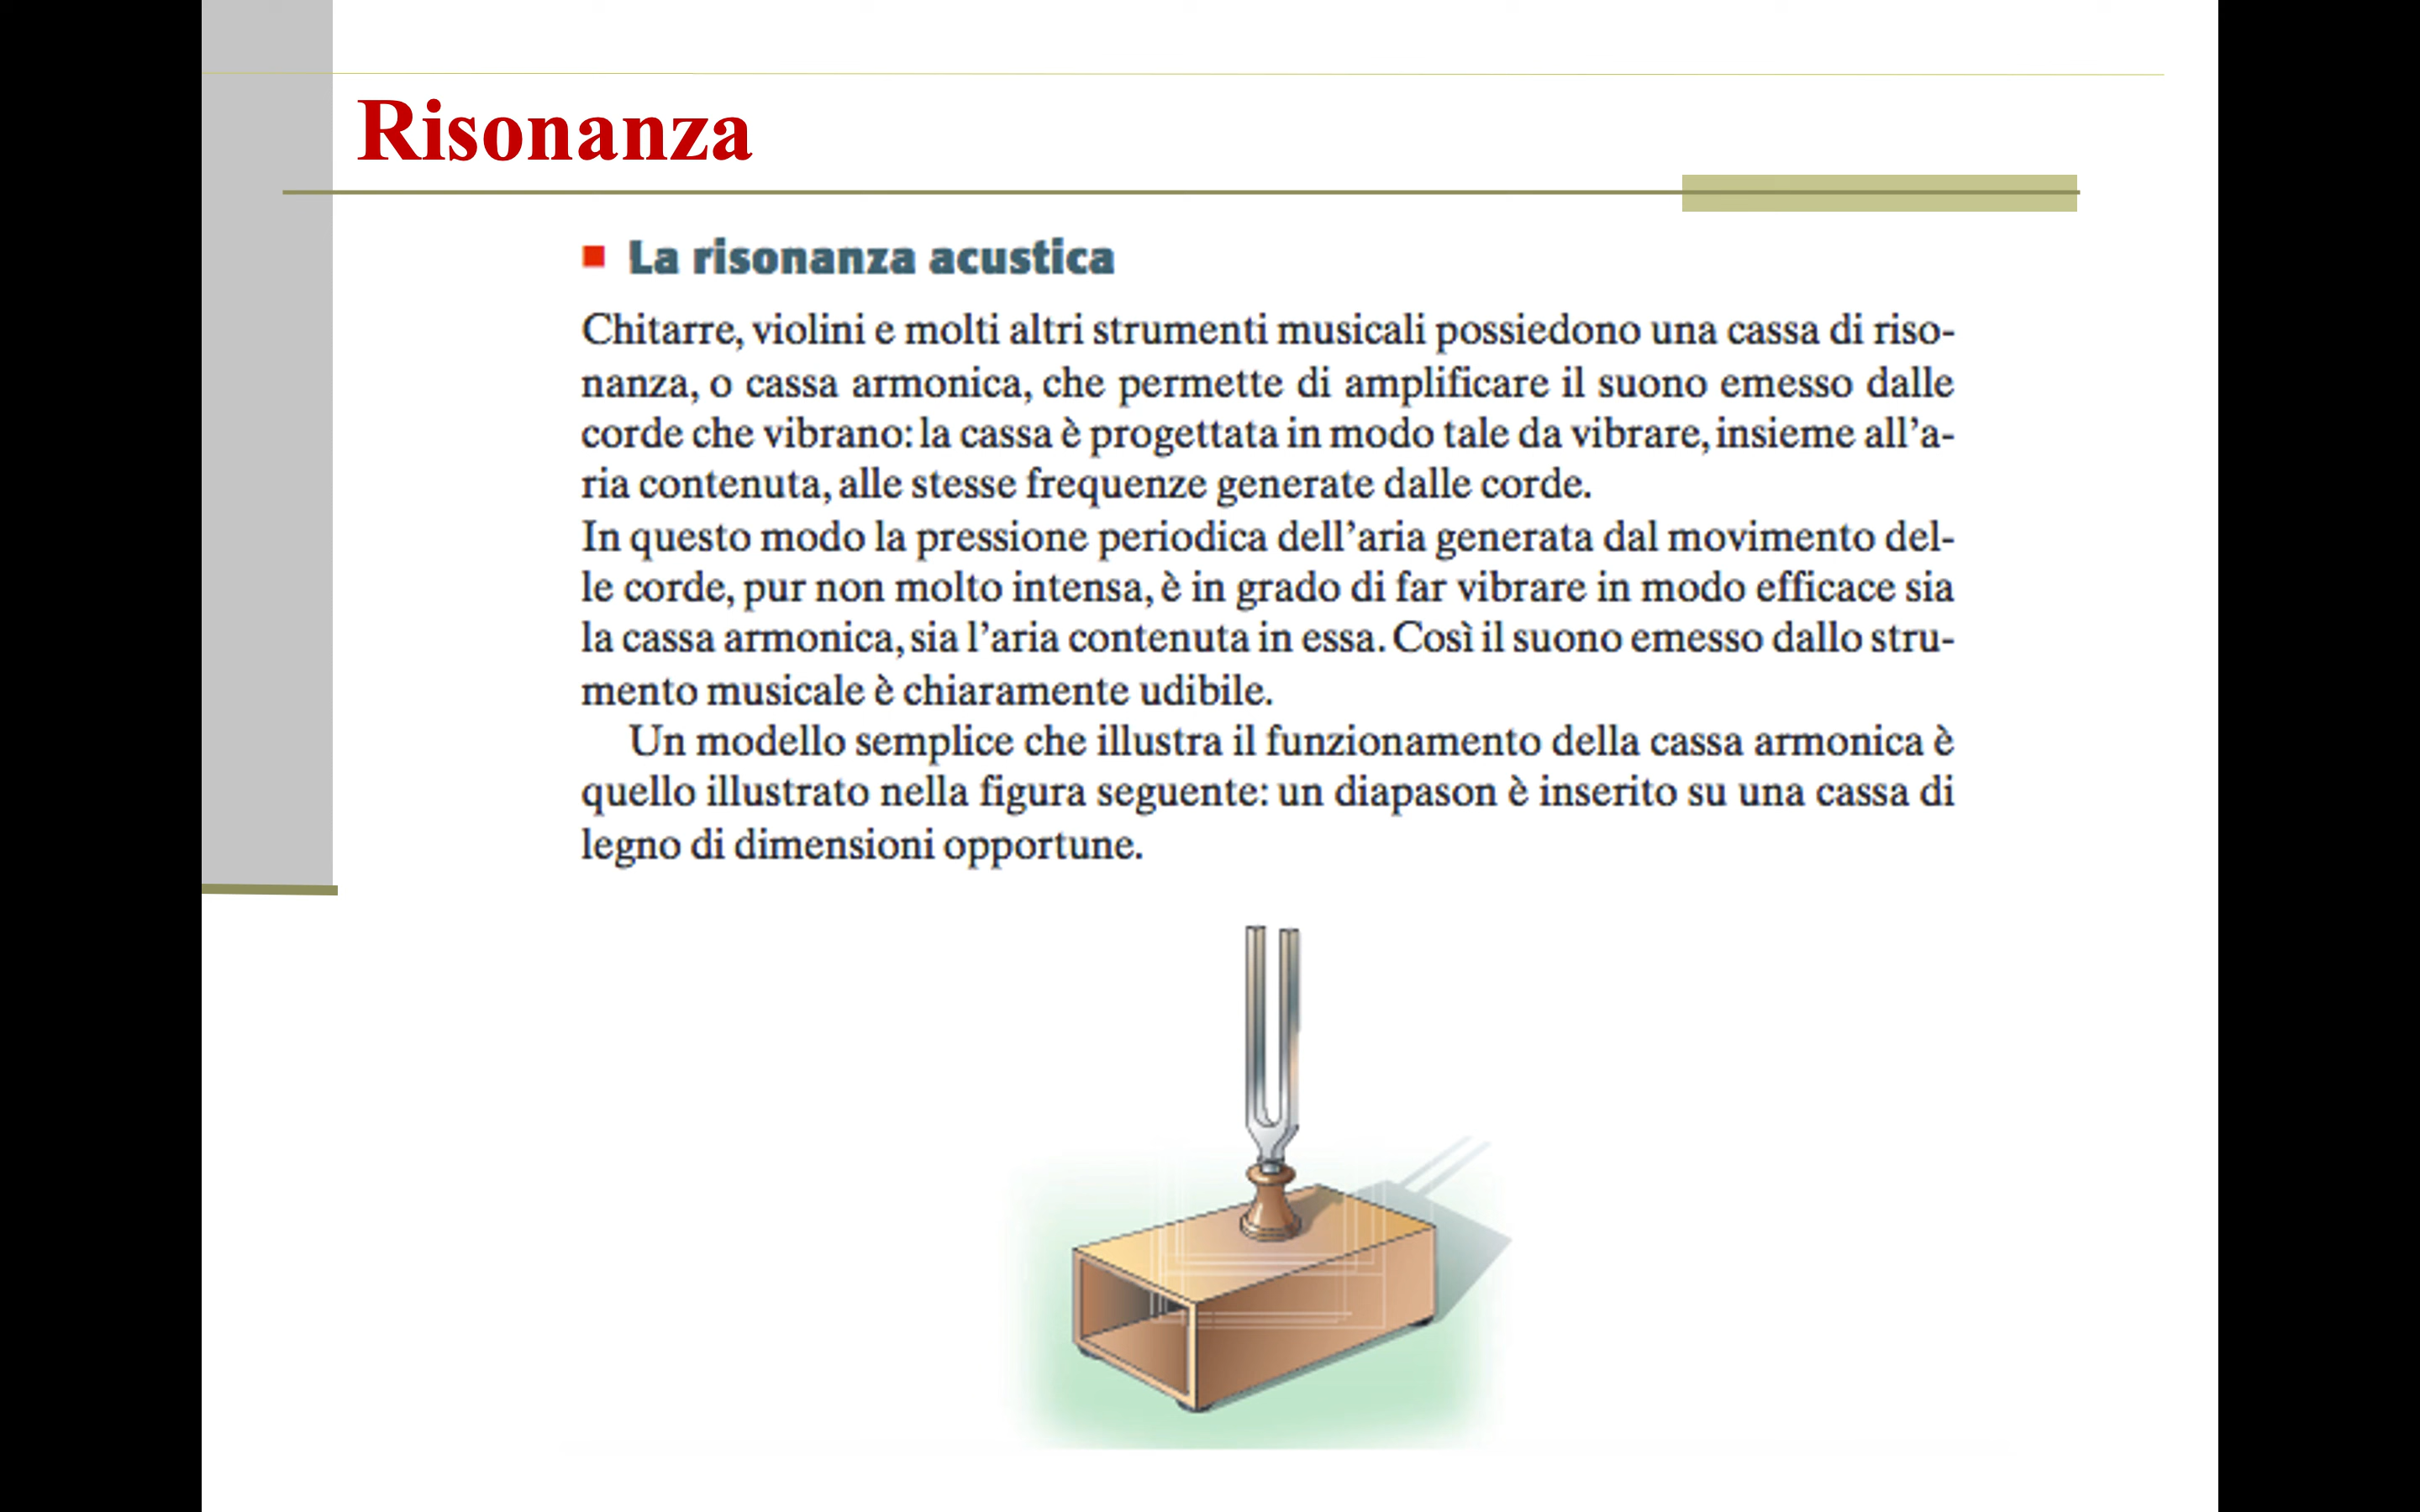 Risonanza
La risonanza acustica
Chitarre, violini e molti altri strumenti musicali possiedono una cassa di riso-
nanza, o cassa armonica, che permette di amplificare il suono emesso dalle
corde che vibrano: la cassa è progettata in modo tale da vibrare, insieme all'a-
ria contenuta, alle stesse frequenze generate dalle corde.
In questo modo la pressione periodica dell'aria generata dal movimento del-
le corde, pur non molto intensa, è in grado di far vibrare in modo efficace sia
la cassa armonica, sia l'aria contenuta in essa. Così il suono emesso dallo stru-
mento musicale è chiaramente udibile.
Un modello semplice che illustra il funzionamento della cassa armonica è
quello illustrato nella figura seguente: un diapason è inserito su una cassa di
legno di dimensioni opportune.